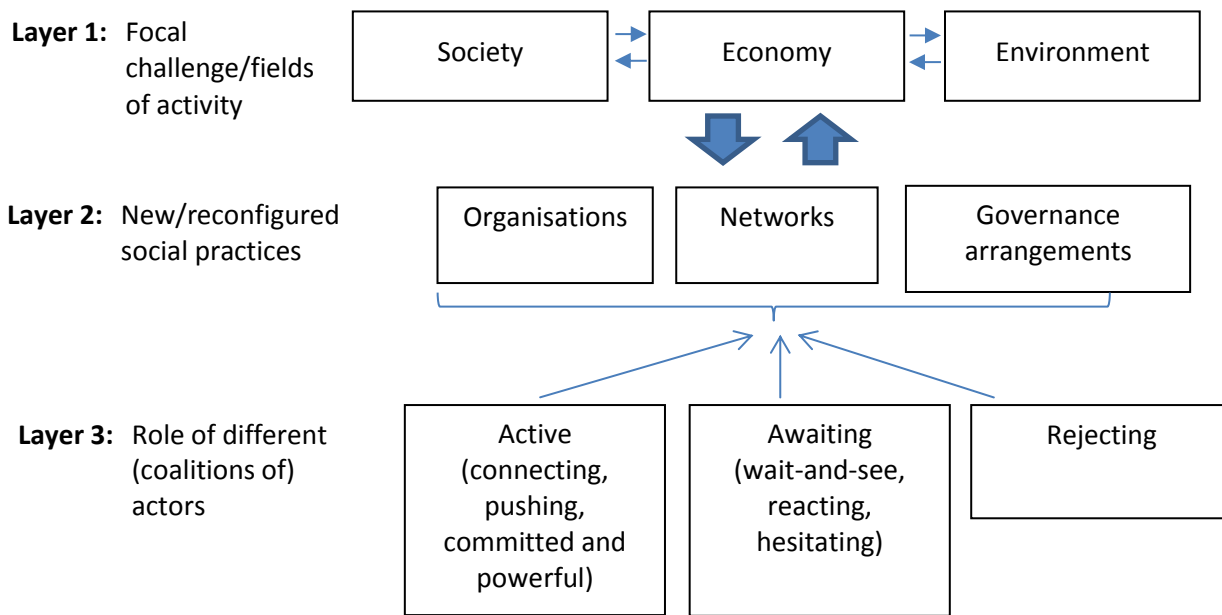 Layer 1: Focal
challenge/fields
of activity
Society
Economy
Environment
Layer 2: New/reconfigured
social practices
Organisations
Networks
Governance
arrangements
Layer 3: Role of different
(coalitions of)
actors
Active
(connecting,
pushing,
committed and
powerful)
Awaiting
(wait-and-see,
reacting,
hesitating)
Rejecting